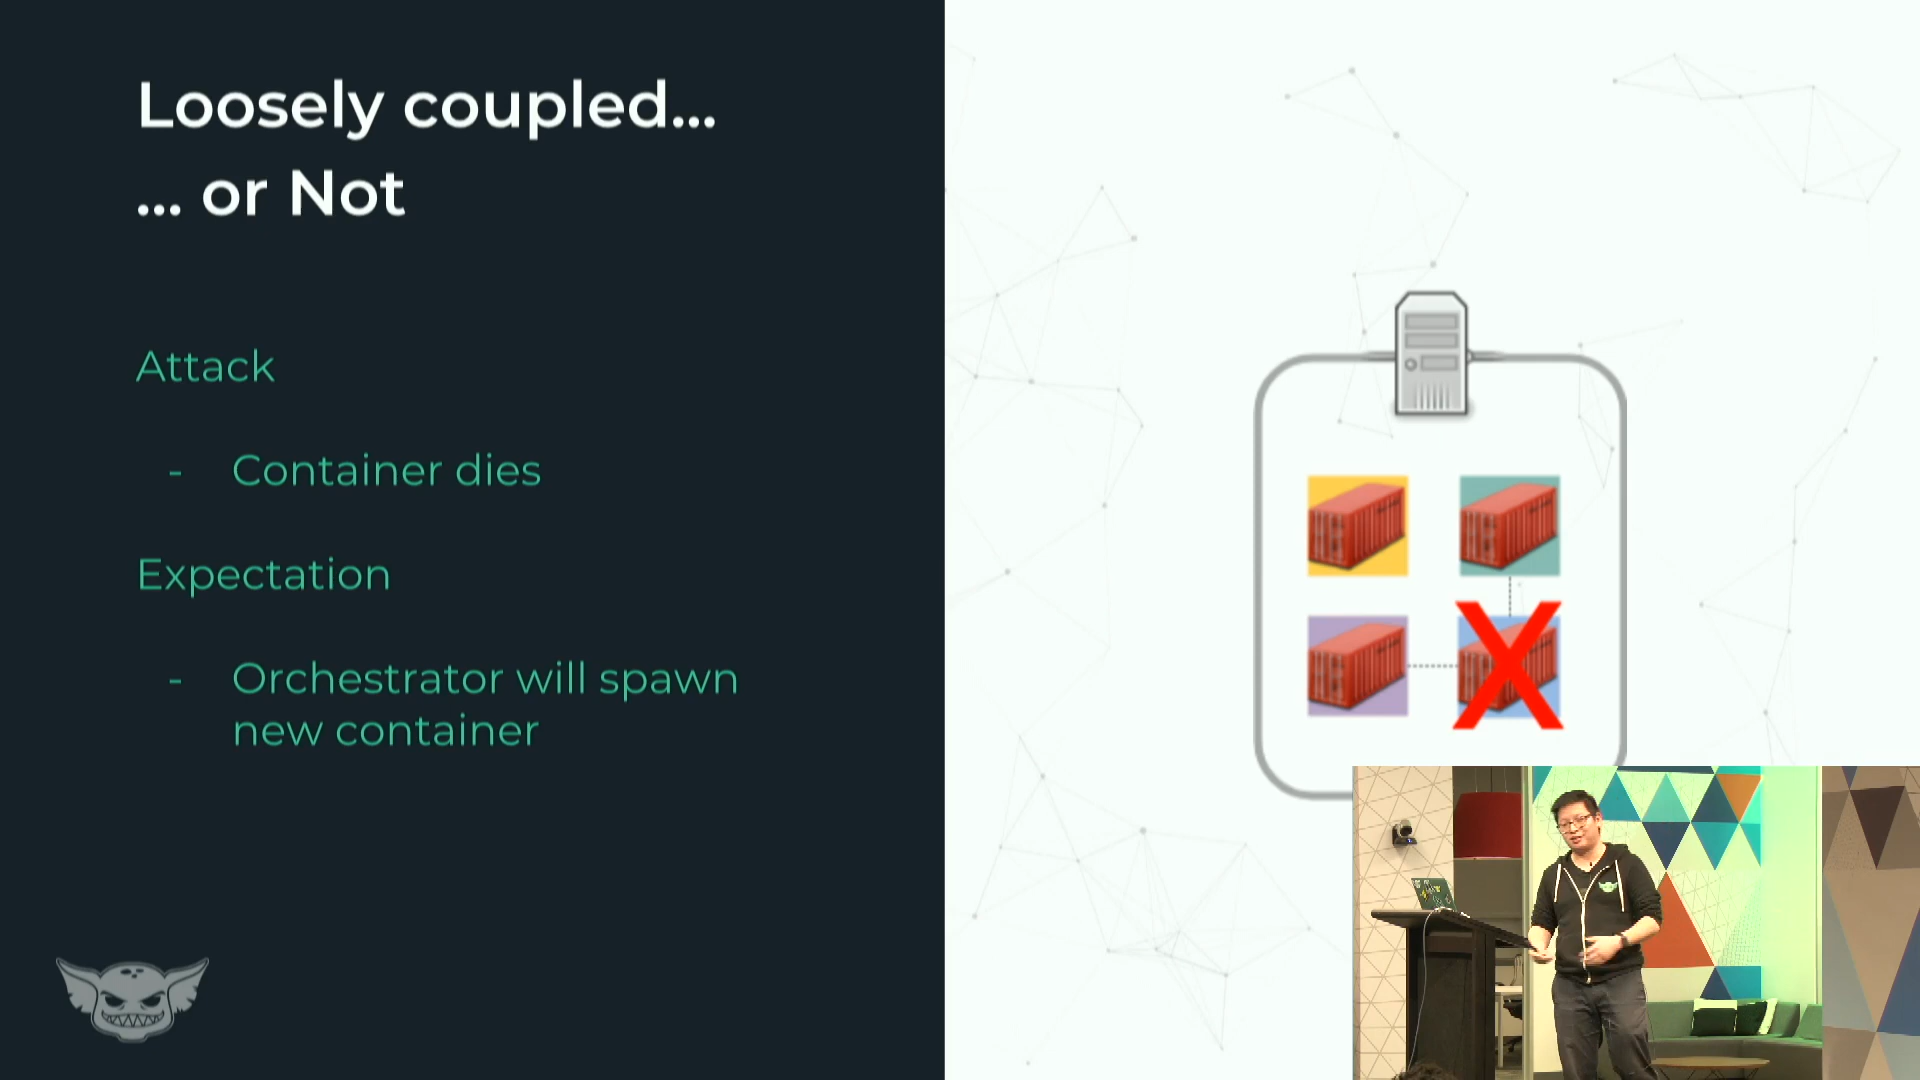 Loosely coupled...
... or Not
Attack
- Container dies
Expectation
- Orchestrator will spawn
new container
X